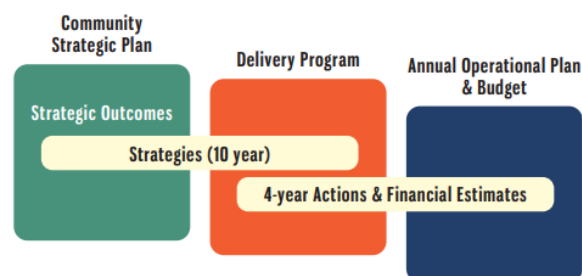 Community
Strategic Plan
Delivery Program
Annual Operational Plan
& Budget
Strategic Outcomes
Strategies (10 year)
4-year Actions & Financial Estimates